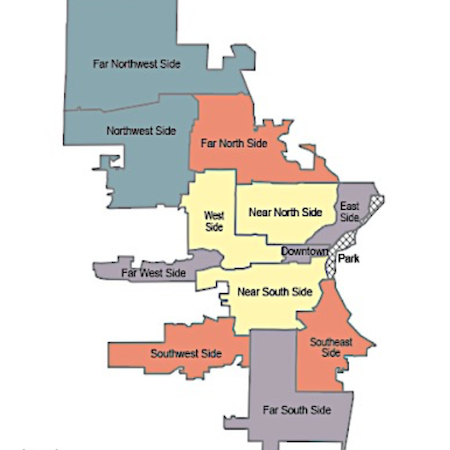 Far Northwest Side
Northwest Side
Far North Side
West
Side
Near North Side
East
Side
Downtown
Park
Far West Side
Near South Side
Southwest Side
Southeast
Side
Far South Side